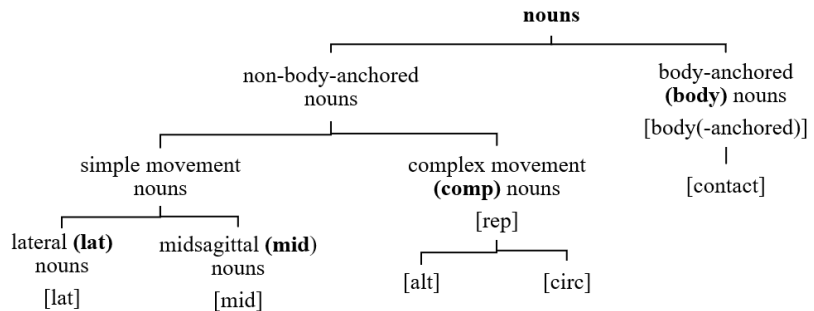 nouns
non-body-anchored
nouns
body-anchored
(body) nouns
[body(-anchored)]
[contact]
simple movement
nouns
complex movement
(comp) nouns
[rep]
lateral (lat)
nouns
[lat]
midsagittal (mid)
nouns
[mid]
[alt]
[circ]